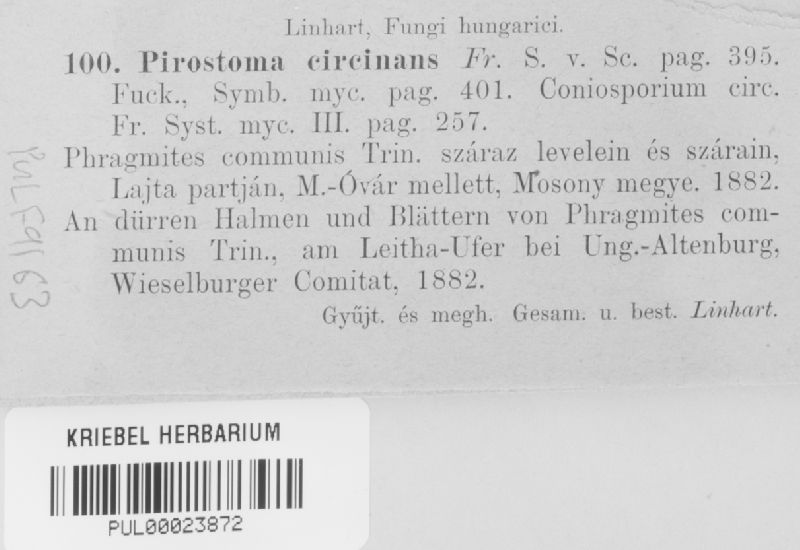 Linhart, Fungi hungarici.
100. Pirostoma circinans Fr. S. v. Sc. pag. 395.
Fuck., Symb. myc. pag. 401. Coniosporium circ.
Fr. Syst. myc. III. pag. 257.
Phragmites communis Trin. száraz levelein és szárain,
Lajta partján, M.-Óvár mellett, Mosony megye. 1882.
An dürren Halmen und Blättern von Phragmites com-
munis Trin., am Leitha-Ufer bei Ung.-Altenburg,
Wieselburger Comitat, 1882.
Gyűjt. és megh. Gesam. u. best. Linhart.
PUL F9163
KRIEBEL HERBARIUM
PUL00023872